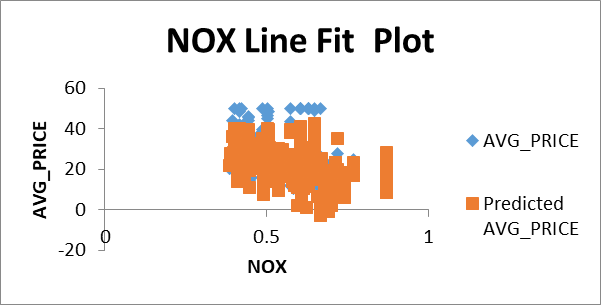 NOX Line Fit  Plot
60
40
20
0
-20
0
0.5
1
AVG_PRICE
NOX
AVG_PRICE
Predicted
AVG_PRICE